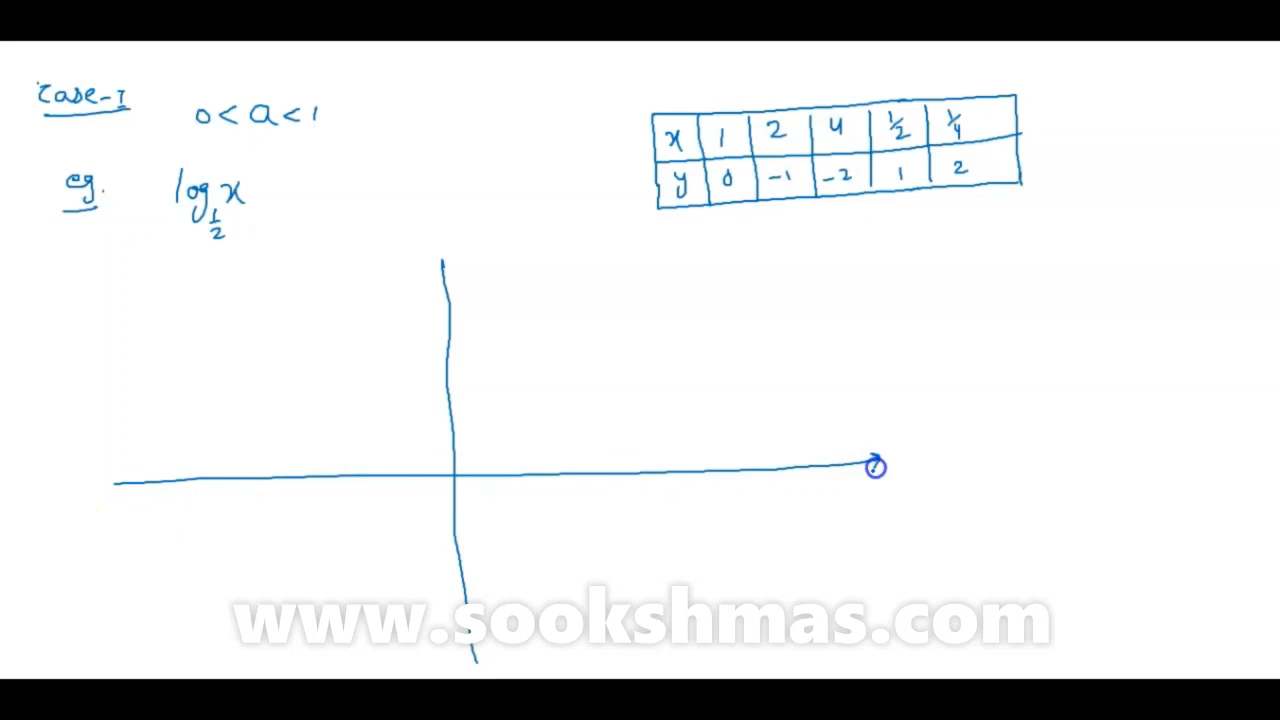 Case-I
0 < a < 1
eg. log_{1/2} x
x 1 2 4 1/2 1/4
y 0 -1 -2 1 2
www.sookshmas.com